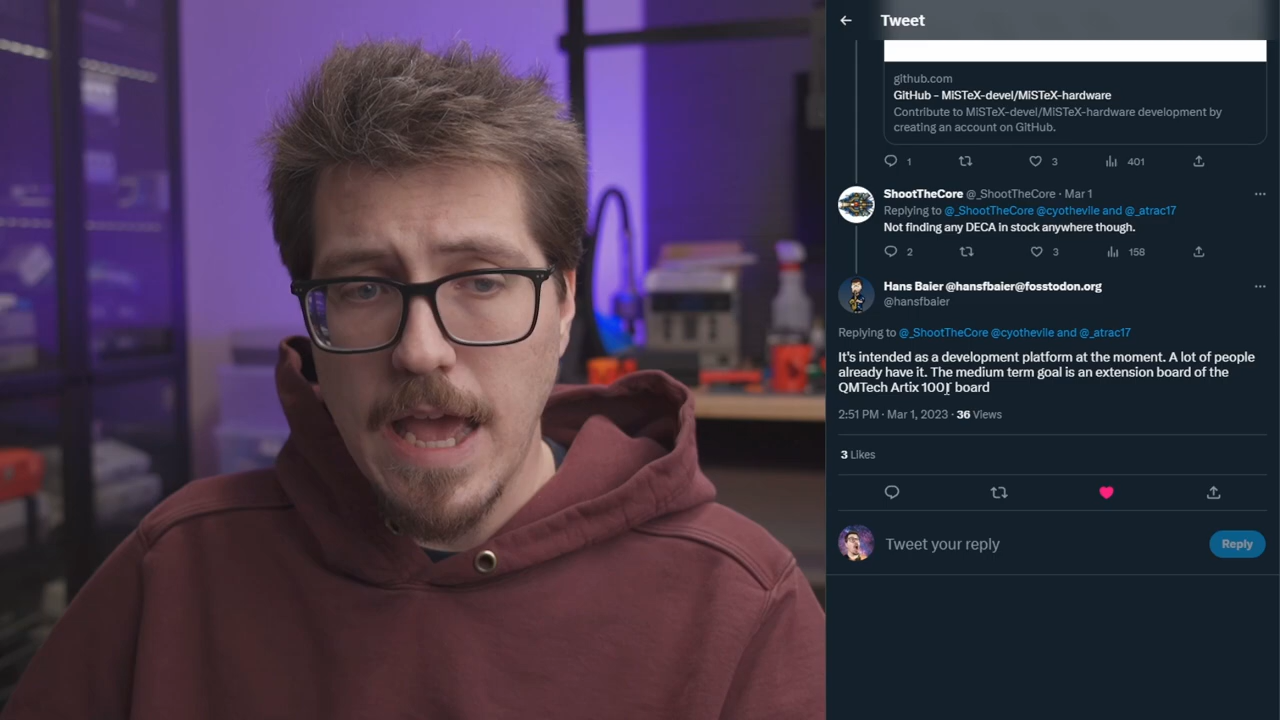 Tweet
github.com
GitHub - MiSTeX-devel/MiSTeX-hardware
Contribute to MiSTeX-devel/MiSTeX-hardware development by
creating an account on GitHub.
1 3 401
ShootTheCore @_ShootTheCore · Mar 1
Replying to @_ShootTheCore @cyothevile and @_atrac17
Not finding any DECA in stock anywhere though.
2 3 158
Hans Baier @hansfbaier@fosstodon.org
@hansfbaier
Replying to @_ShootTheCore @cyothevile and @_atrac17
It's intended as a development platform at the moment. A lot of people
already have it. The medium term goal is an extension board of the
QMTech Artix 100T board
2:51 PM · Mar 1, 2023 · 36 Views
3 Likes
Tweet your reply
Reply